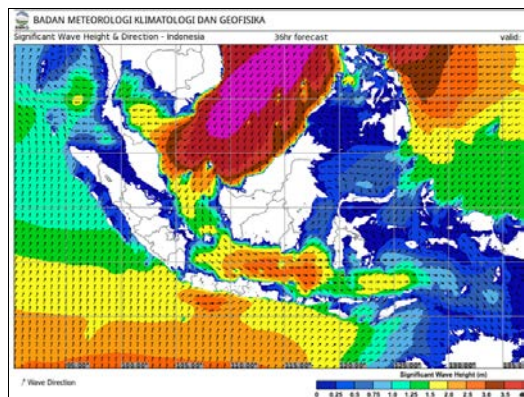 BADAN METEOROLOGI KLIMATOLOGI DAN GEOFISIKA
Significant Wave Height & Direction - Indonesia 36hr forecast valid:
Wave Direction
Significant Wave Height (m)
0 0.25 0.5 0.75 1.0 1.25 1.5 2.0 2.5 3.0 3.5